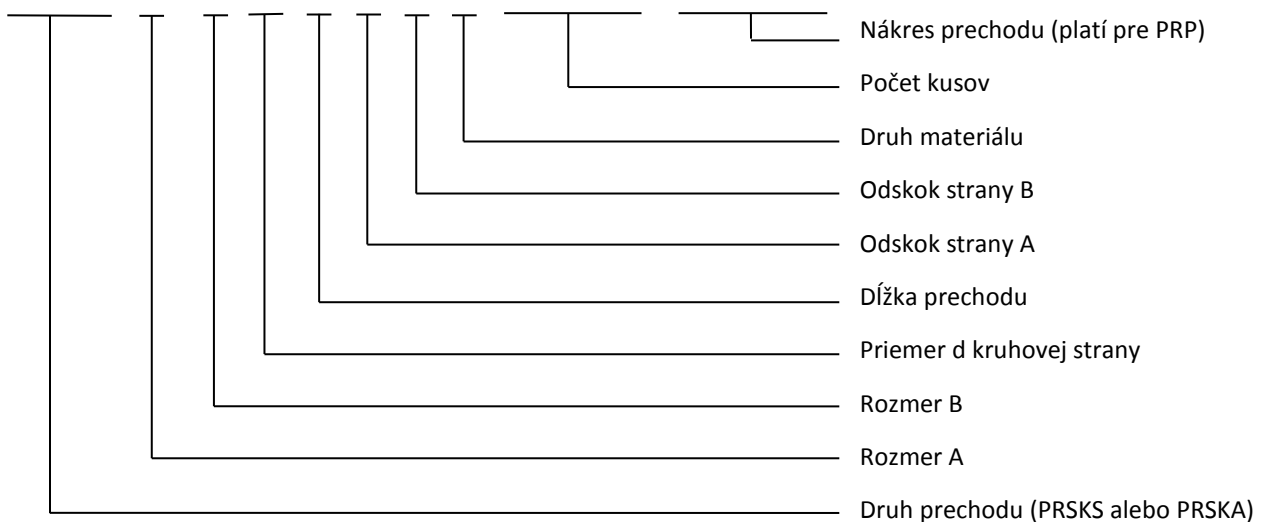 Nákres prechodu (platí pre PRP)
Počet kusov
Druh materiálu
Odskok strany B
Odskok strany A
Dĺžka prechodu
Priemer d kruhovej strany
Rozmer B
Rozmer A
Druh prechodu (PRSKS alebo PRSKA)